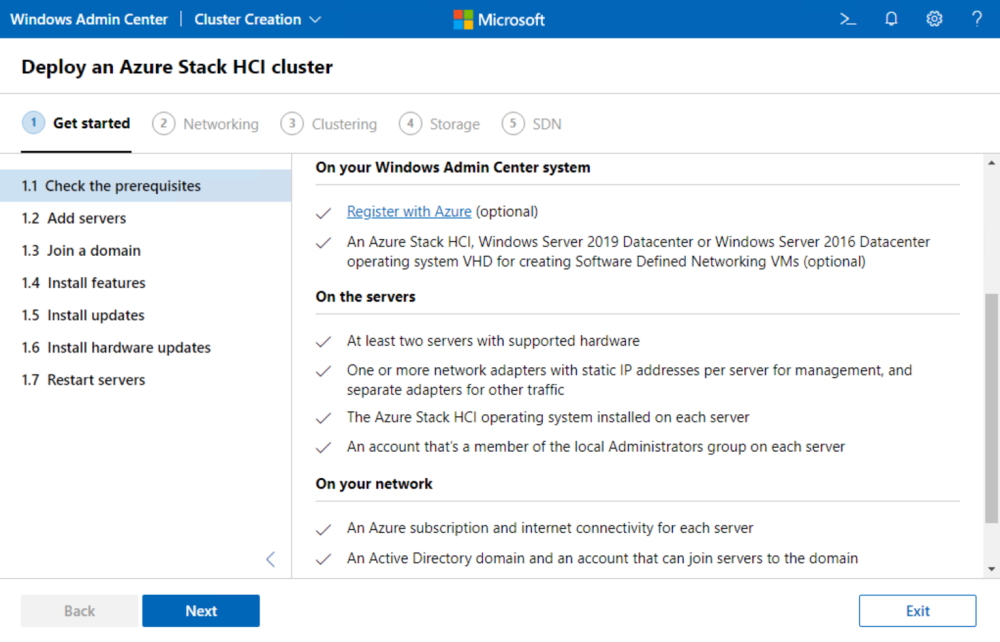 Windows Admin Center | Cluster Creation
Microsoft
>_
?
Deploy an Azure Stack HCI cluster
1 Get started
2 Networking
3 Clustering
4 Storage
5 SDN
1.1 Check the prerequisites
1.2 Add servers
1.3 Join a domain
1.4 Install features
1.5 Install updates
1.6 Install hardware updates
1.7 Restart servers
On your Windows Admin Center system
Register with Azure (optional)
An Azure Stack HCI, Windows Server 2019 Datacenter or Windows Server 2016 Datacenter
operating system VHD for creating Software Defined Networking VMs (optional)
On the servers
At least two servers with supported hardware
One or more network adapters with static IP addresses per server for management, and
separate adapters for other traffic
The Azure Stack HCI operating system installed on each server
An account that's a member of the local Administrators group on each server
On your network
An Azure subscription and internet connectivity for each server
An Active Directory domain and an account that can join servers to the domain
Back
Next
Exit